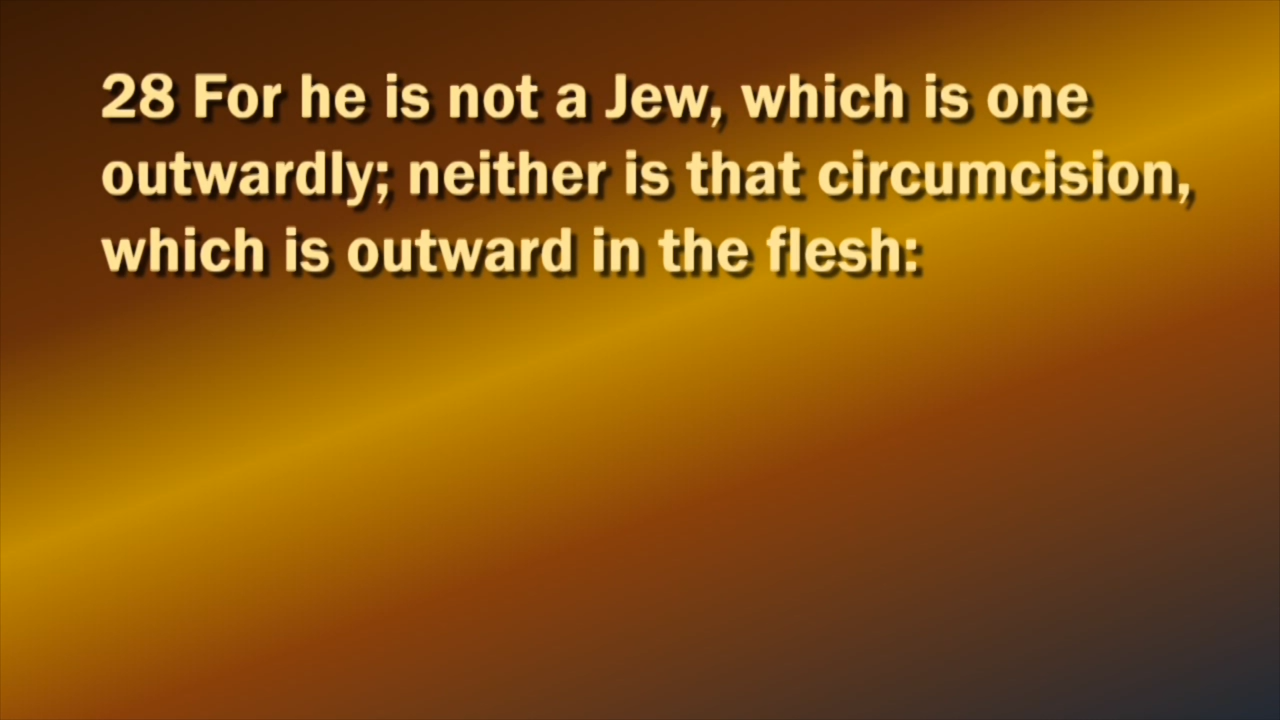 28 For he is not a Jew, which is one
outwardly; neither is that circumcision,
which is outward in the flesh: